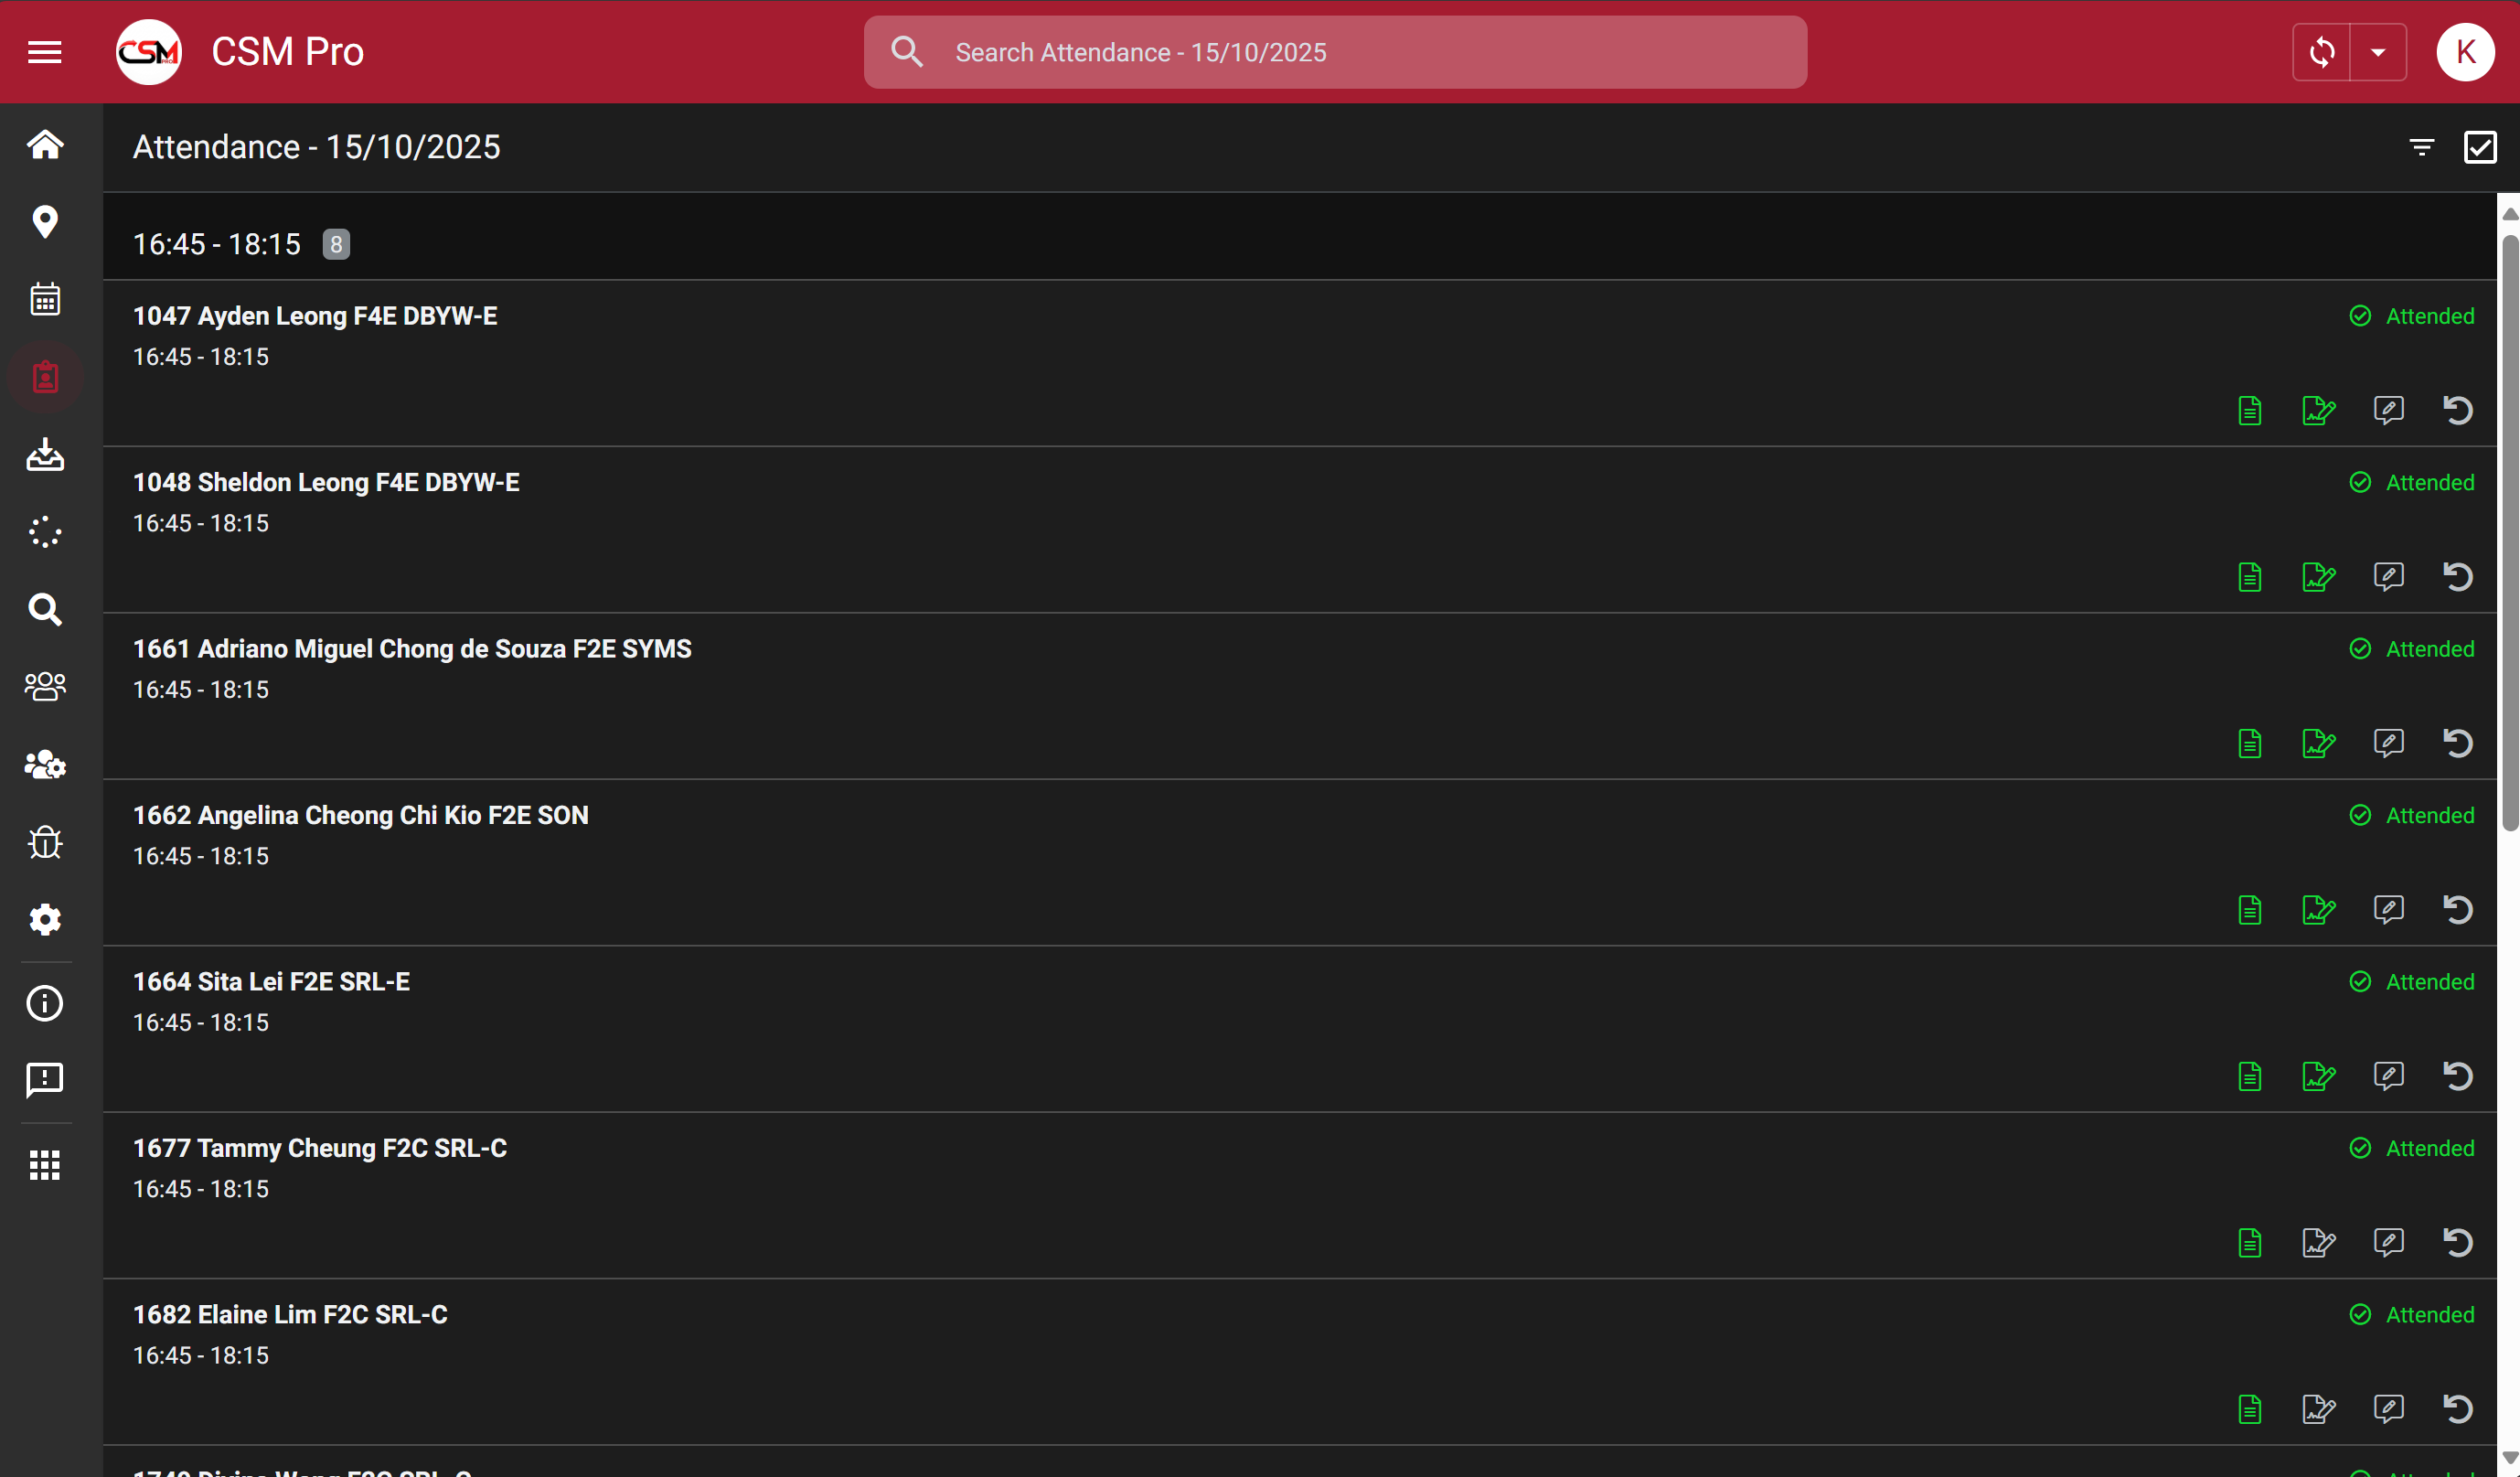 CSM PRO
CSM Pro
Search Attendance - 15/10/2025
K
Attendance - 15/10/2025
16:45 - 18:15 8
1047 Ayden Leong F4E DBYW-E
Attended
16:45 - 18:15
1048 Sheldon Leong F4E DBYW-E
Attended
16:45 - 18:15
1661 Adriano Miguel Chong de Souza F2E SYMS
Attended
16:45 - 18:15
1662 Angelina Cheong Chi Kio F2E SON
Attended
16:45 - 18:15
1664 Sita Lei F2E SRL-E
Attended
16:45 - 18:15
1677 Tammy Cheung F2C SRL-C
Attended
16:45 - 18:15
1682 Elaine Lim F2C SRL-C
Attended
16:45 - 18:15